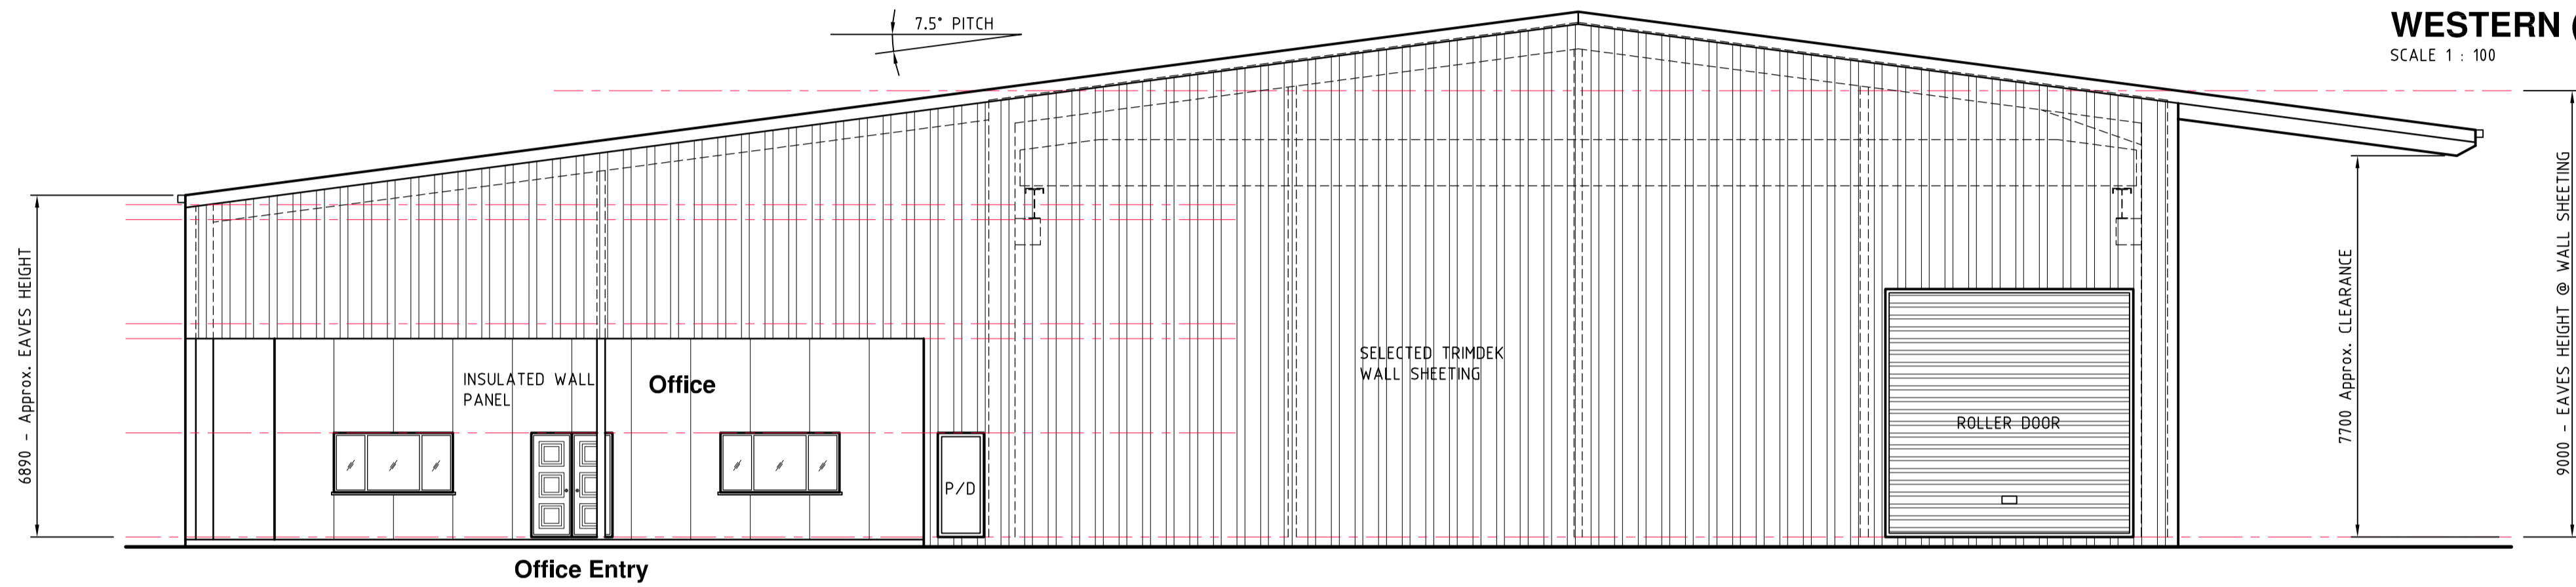 7.5° PITCH
WESTERN (
SCALE 1 : 100
6890 - Approx. EAVES HEIGHT
INSULATED WALL
PANEL
Office
P/D
SELECTED TRIMDEK
WALL SHEETING
ROLLER DOOR
7700 Approx. CLEARANCE
9000 - EAVES HEIGHT @ WALL SHEETING
Office Entry